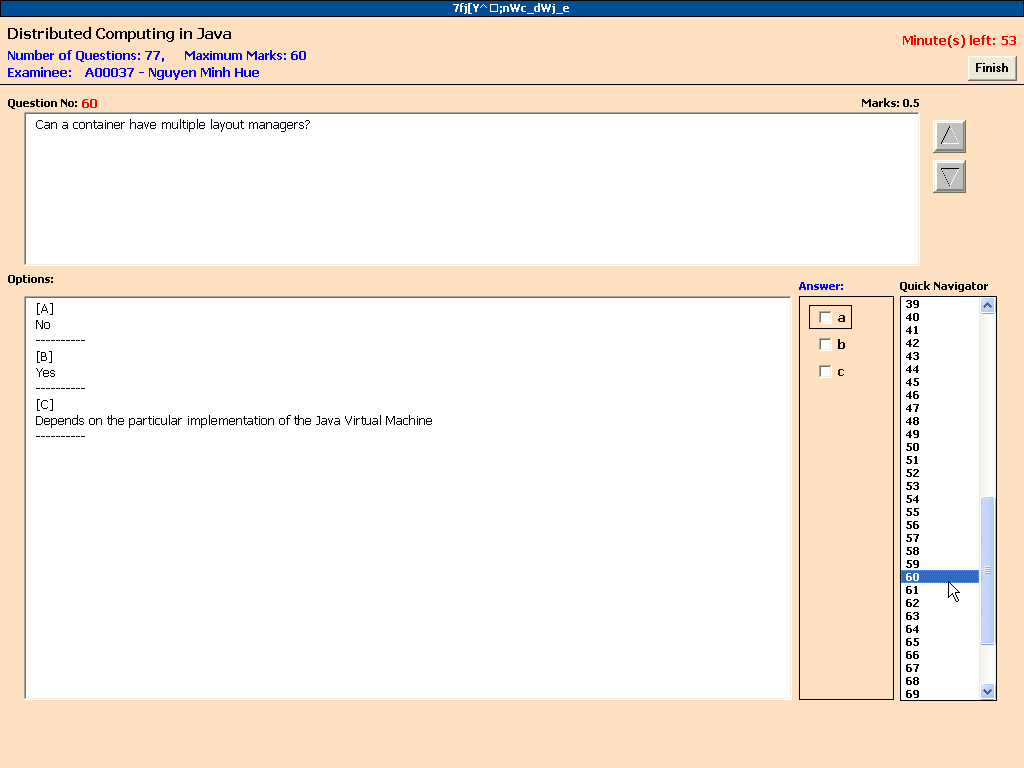 7fj[Y^ □;nWc_dWj_e
Distributed Computing in Java
Minute(s) left: 53
Number of Questions: 77, Maximum Marks: 60
Examinee: A00037 - Nguyen Minh Hue
Finish
Question No: 60
Marks: 0.5
Can a container have multiple layout managers?
Options:
Answer:
Quick Navigator
[A]
No
----------
[B]
Yes
----------
[C]
Depends on the particular implementation of the Java Virtual Machine
----------
a
b
c
39
40
41
42
43
44
45
46
47
48
49
50
51
52
53
54
55
56
57
58
59
60
61
62
63
64
65
66
67
68
69